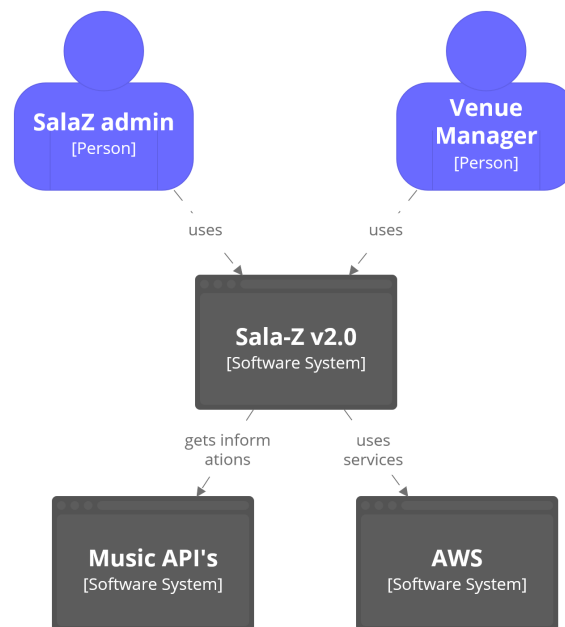 SalaZ admin
[Person]
Venue
Manager
[Person]
uses
uses
Sala-Z v2.0
[Software System]
gets inform
ations
uses
services
Music API's
[Software System]
AWS
[Software System]